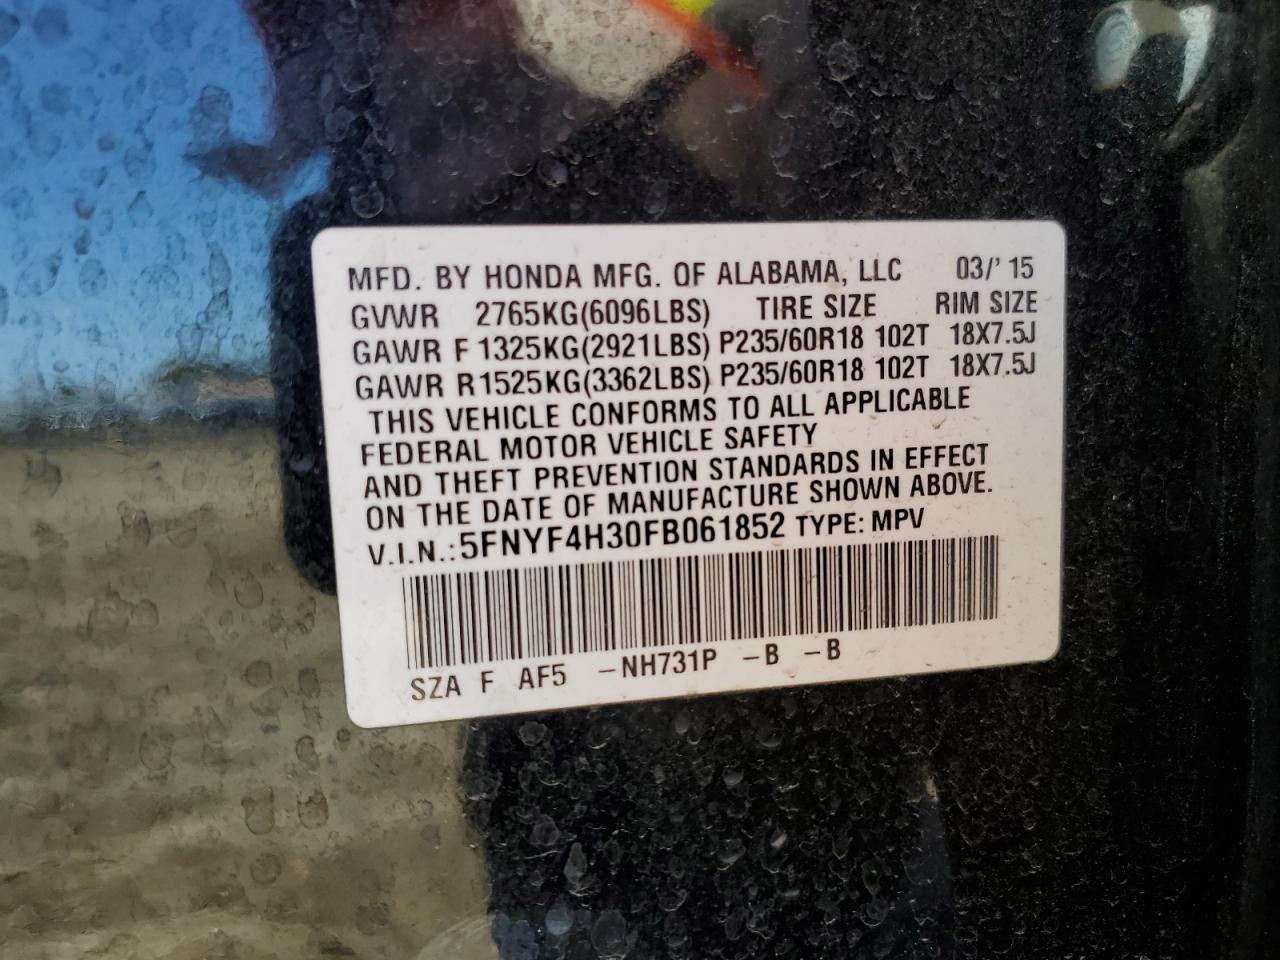 MFD. BY HONDA MFG. OF ALABAMA, LLC 03/'15
GVWR 2765KG(6096LBS) TIRE SIZE RIM SIZE
GAWR F 1325KG(2921LBS) P235/60R18 102T 18X7.5J
GAWR R 1525KG(3362LBS) P235/60R18 102T 18X7.5J
THIS VEHICLE CONFORMS TO ALL APPLICABLE
FEDERAL MOTOR VEHICLE SAFETY
AND THEFT PREVENTION STANDARDS IN EFFECT
ON THE DATE OF MANUFACTURE SHOWN ABOVE.
V.I.N.: 5FNYF4H30FB061852 TYPE: MPV
SZA F AF5 -NH731P -B -B